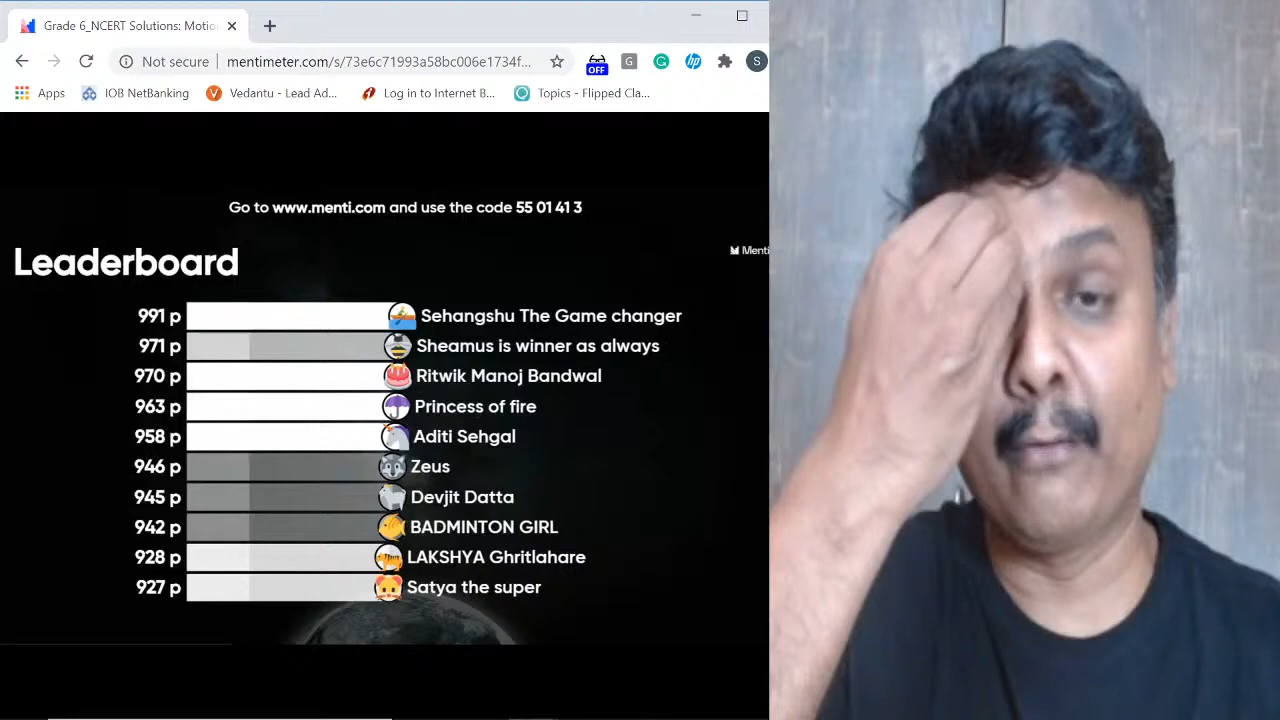 Grade 6_NCERT Solutions: Motio
Not secure
mentimeter.com/s/73e6c71993a58bc006e1734f...
OFF
G
G
hp
S
Apps
IOB NetBanking
Vedantu - Lead Ad...
Log in to Internet B...
Topics - Flipped Cla...
Go to www.menti.com and use the code 55 01 41 3
Menti
Leaderboard
991 p Sehangshu The Game changer
971 p Sheamus is winner as always
970 p Ritwik Manoj Bandwal
963 p Princess of fire
958 p Aditi Sehgal
946 p Zeus
945 p Devjit Datta
942 p BADMINTON GIRL
928 p LAKSHYA Ghritlahare
927 p Satya the super